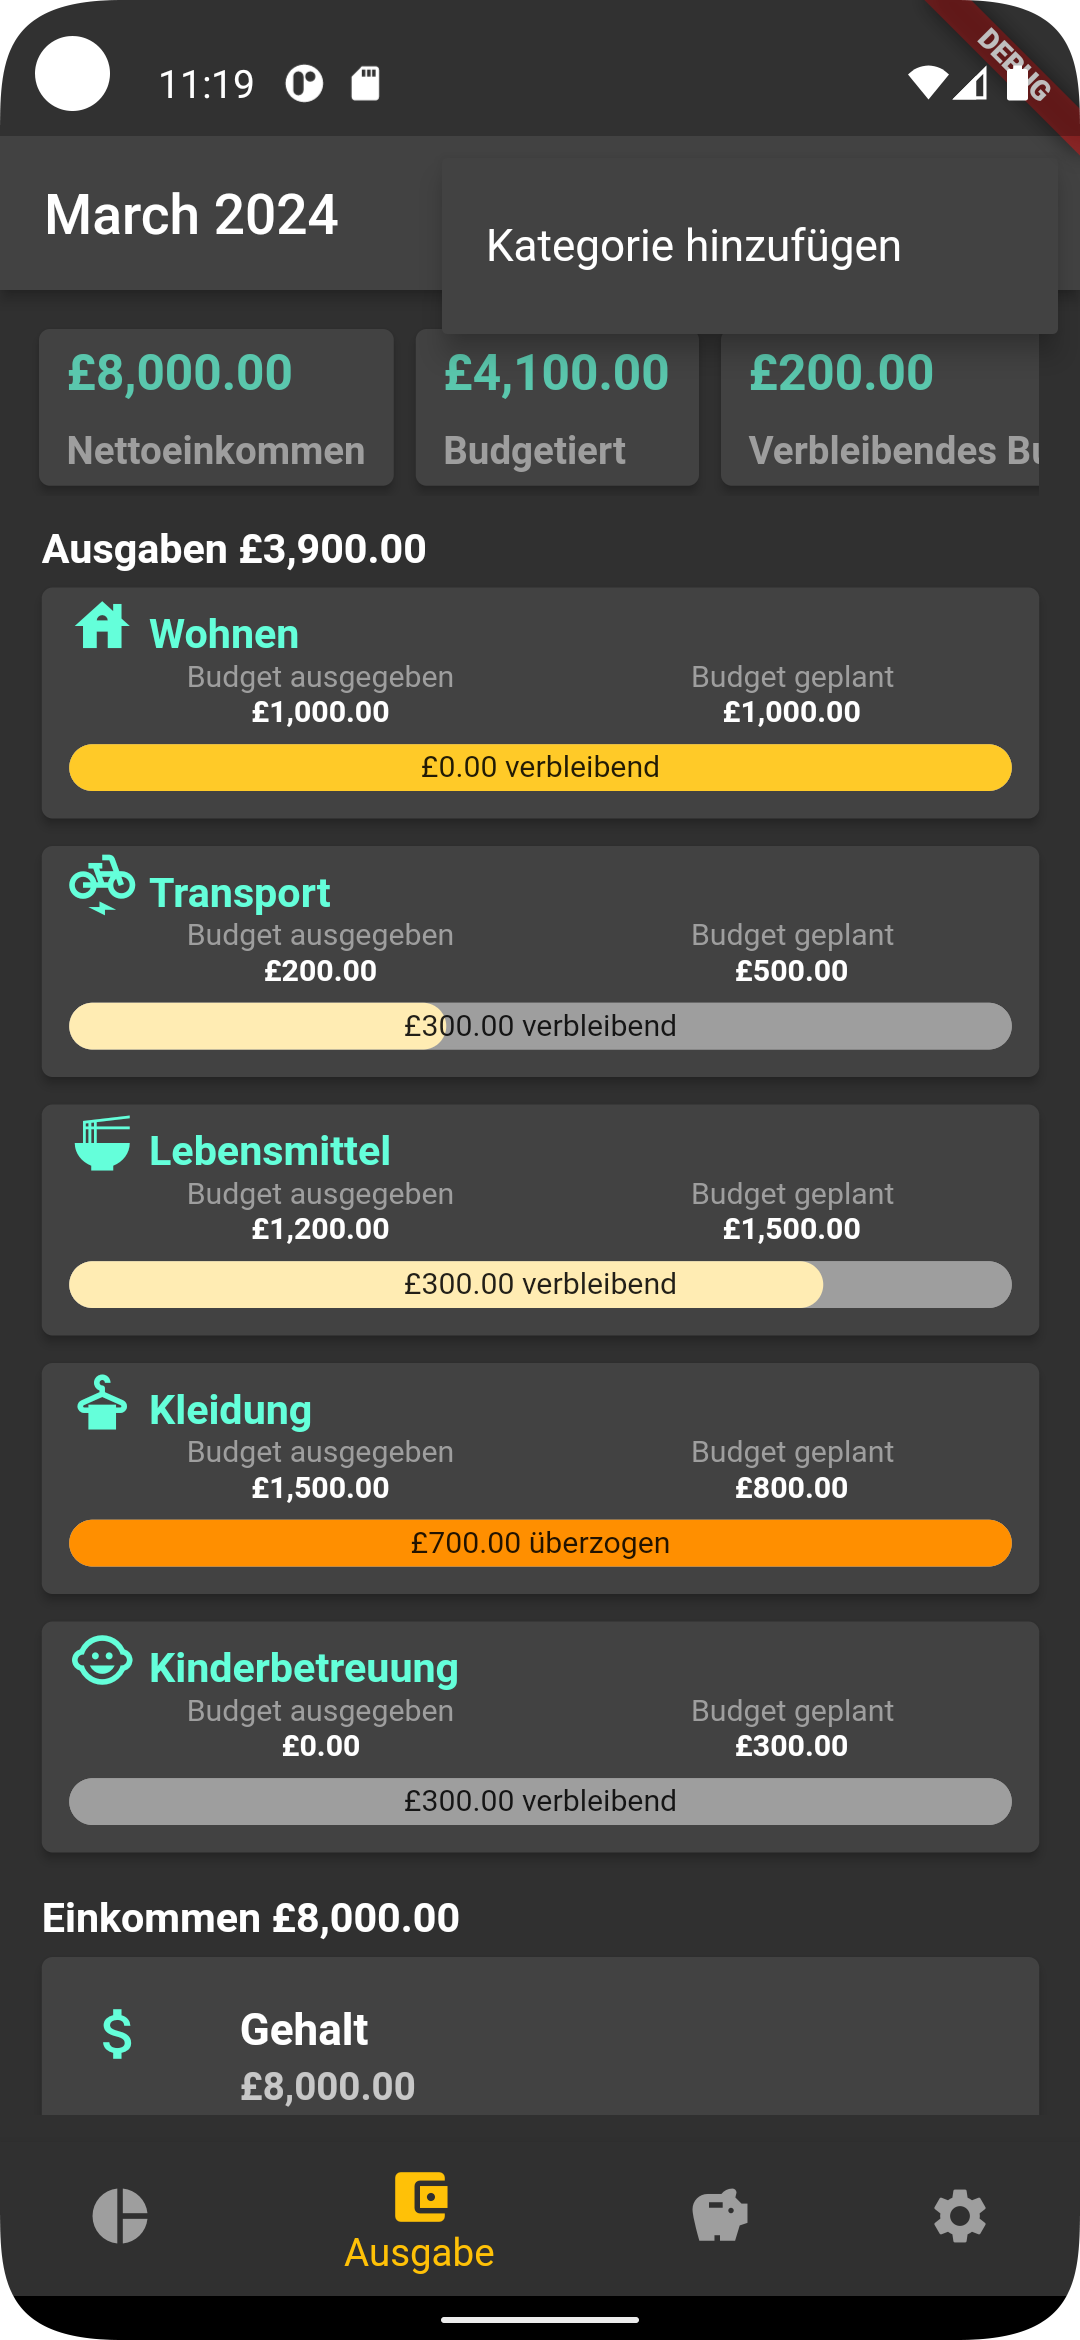 11:19
DEBUG
March 2024
Kategorie hinzufügen
£8,000.00
£4,100.00
£200.00
Nettoeinkommen
Budgetiert
Verbleibendes
Ausgaben £3,900.00
Wohnen
Budget ausgegeben
Budget geplant
£1,000.00
£1,000.00
£0.00 verbleibend
Transport
Budget ausgegeben
Budget geplant
£200.00
£500.00
£300.00 verbleibend
Lebensmittel
Budget ausgegeben
Budget geplant
£1,200.00
£1,500.00
£300.00 verbleibend
Kleidung
Budget ausgegeben
Budget geplant
£1,500.00
£800.00
£700.00 überzogen
Kinderbetreuung
Budget ausgegeben
Budget geplant
£0.00
£300.00
£300.00 verbleibend
Einkommen £8,000.00
Gehalt
£8,000.00
Ausgabe